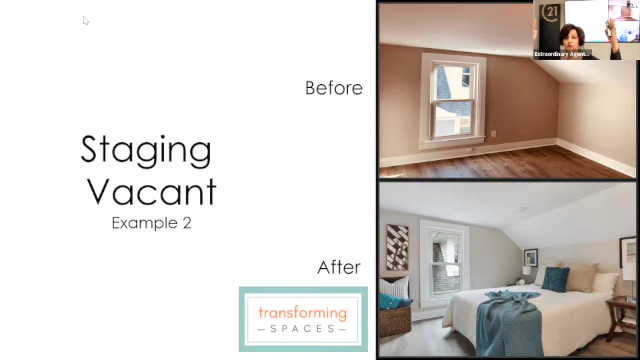 Before
Staging
Vacant
Example 2
After
transforming
SPACES
21
Extraordinary Agent...